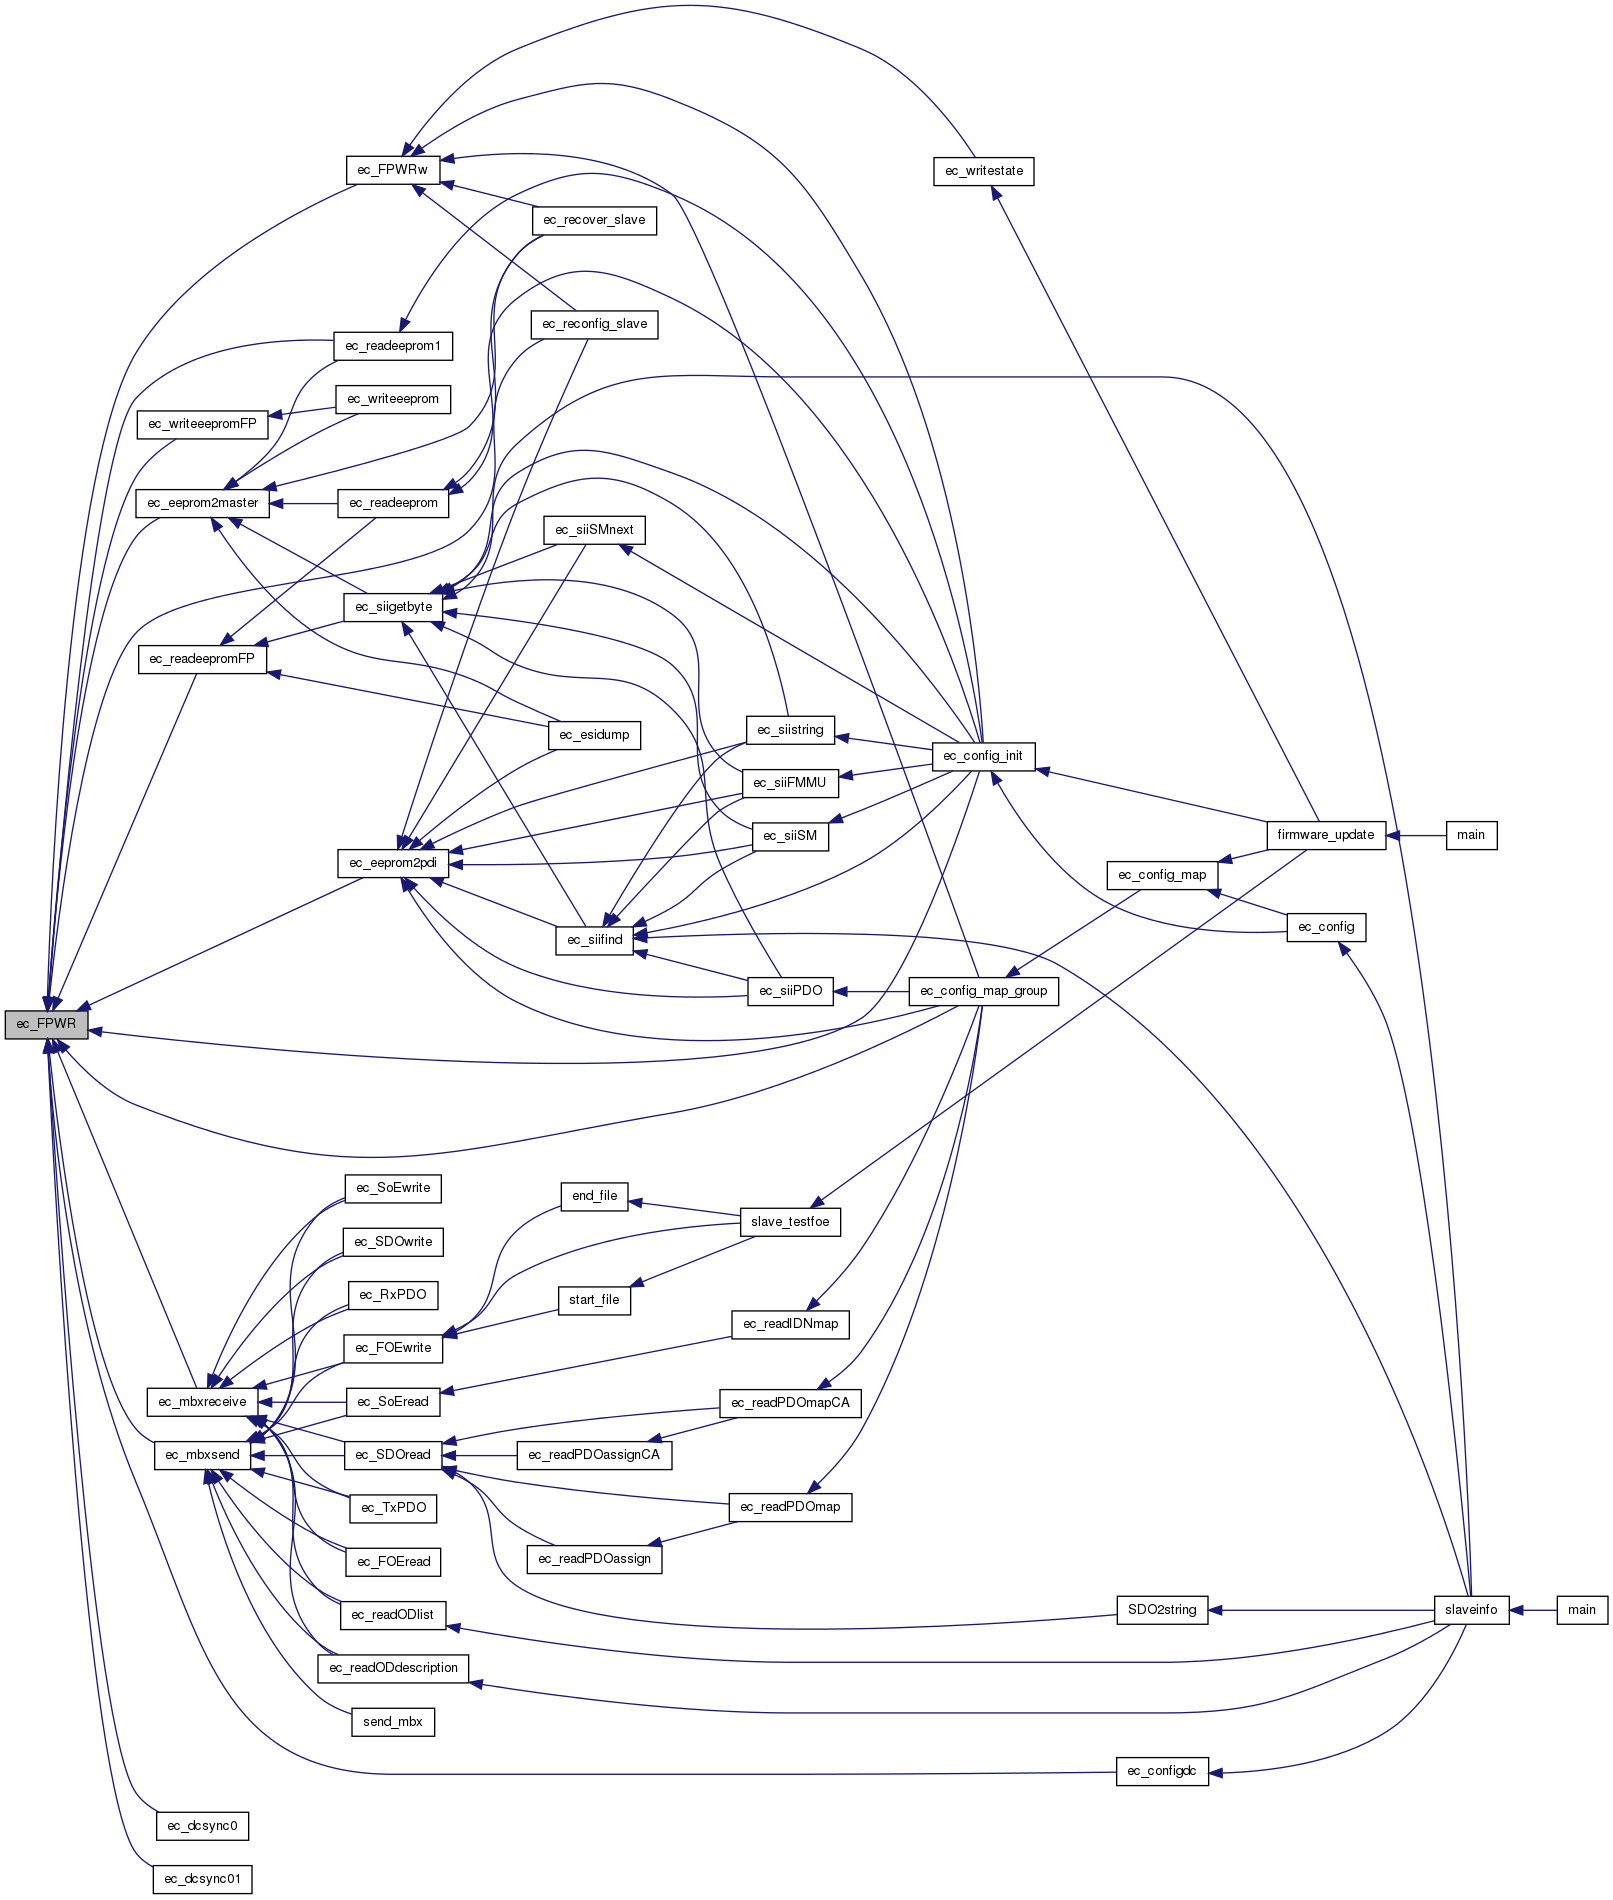 ec_FPWRw
ec_writestate
ec_recover_slave
ec_reconfig_slave
ec_readeeprom1
ec_writeeeprom
ec_writeeepromFP
ec_eeprom2master
ec_readeeprom
ec_siiSMnext
ec_siigetbyte
ec_readeepromFP
ec_esidump
ec_siistring
ec_config_init
ec_siiFMMU
ec_siiSM
firmware_update
main
ec_eeprom2pdi
ec_config_map
ec_config
ec_siifind
ec_siiPDO
ec_config_map_group
ec_FPWR
ec_SoEwrite
end_file
slave_testfoe
ec_SDOwrite
ec_RxPDO
start_file
ec_readIDNmap
ec_FOEwrite
ec_mbxreceive
ec_SoEread
ec_readPDOmapCA
ec_mbxsend
ec_SDOread
ec_readPDOassignCA
ec_TxPDO
ec_readPDOmap
ec_FOEread
ec_readPDOassign
ec_readODlist
SDO2string
slaveinfo
main
ec_readODdescription
send_mbx
ec_configdc
ec_dcsync0
ec_dcsync01